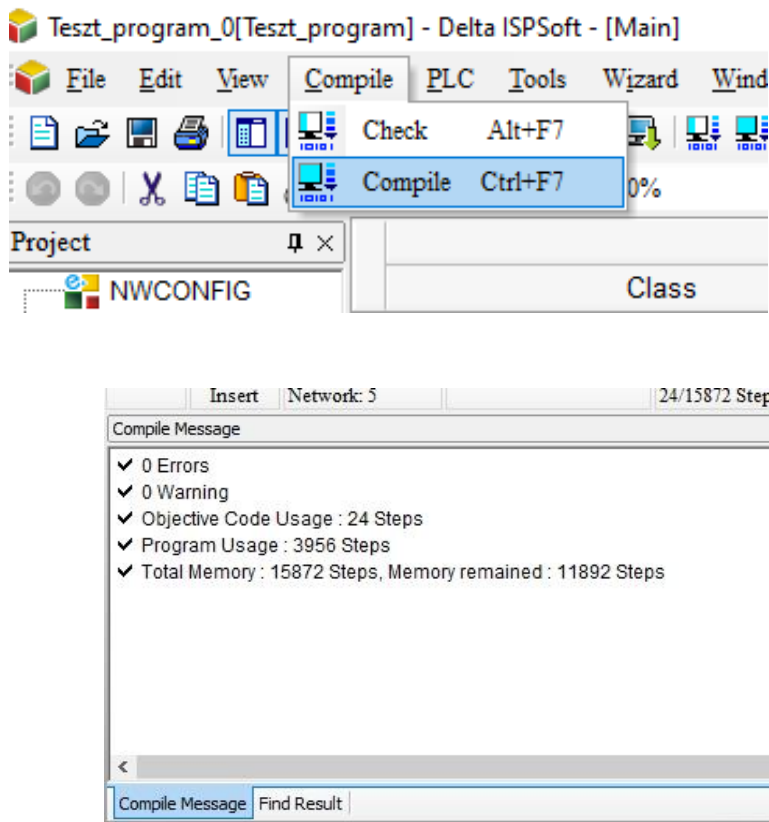 Teszt_program_0[Teszt_program] - Delta ISPSoft - [Main]
File Edit View Compile PLC Tools Wizard Wind
Check Alt+F7
Compile Ctrl+F7 0%
Project
NWCONFIG Class
Insert Network: 5 24/15872 Step
Compile Message
0 Errors
0 Warning
Objective Code Usage : 24 Steps
Program Usage : 3956 Steps
Total Memory : 15872 Steps, Memory remained : 11892 Steps
Compile Message Find Result